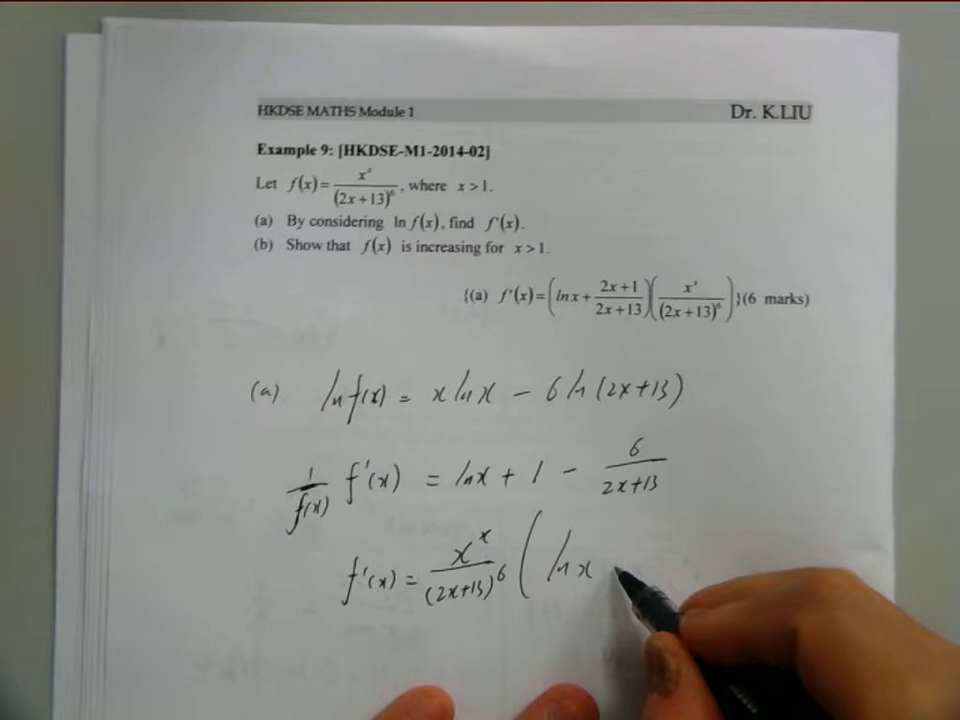 HKDSE MATHS Module 1 Dr. K.LIU
Example 9: [HKDSE-M1-2014-02]
Let f(x)=x^x/(2x+13)^6, where x>1.
(a) By considering ln f(x), find f'(x).
(b) Show that f(x) is increasing for x>1.
{(a) f'(x)=(ln x+(2x+1)/(2x+13))(x^x/(2x+13)^6)}(6 marks)
(a) ln f(x) = x ln x - 6 ln (2x+13)
1/f(x) f'(x) = ln x + 1 - 6/(2x+13)
f'(x) = x^x/(2x+13)^6 ( ln x